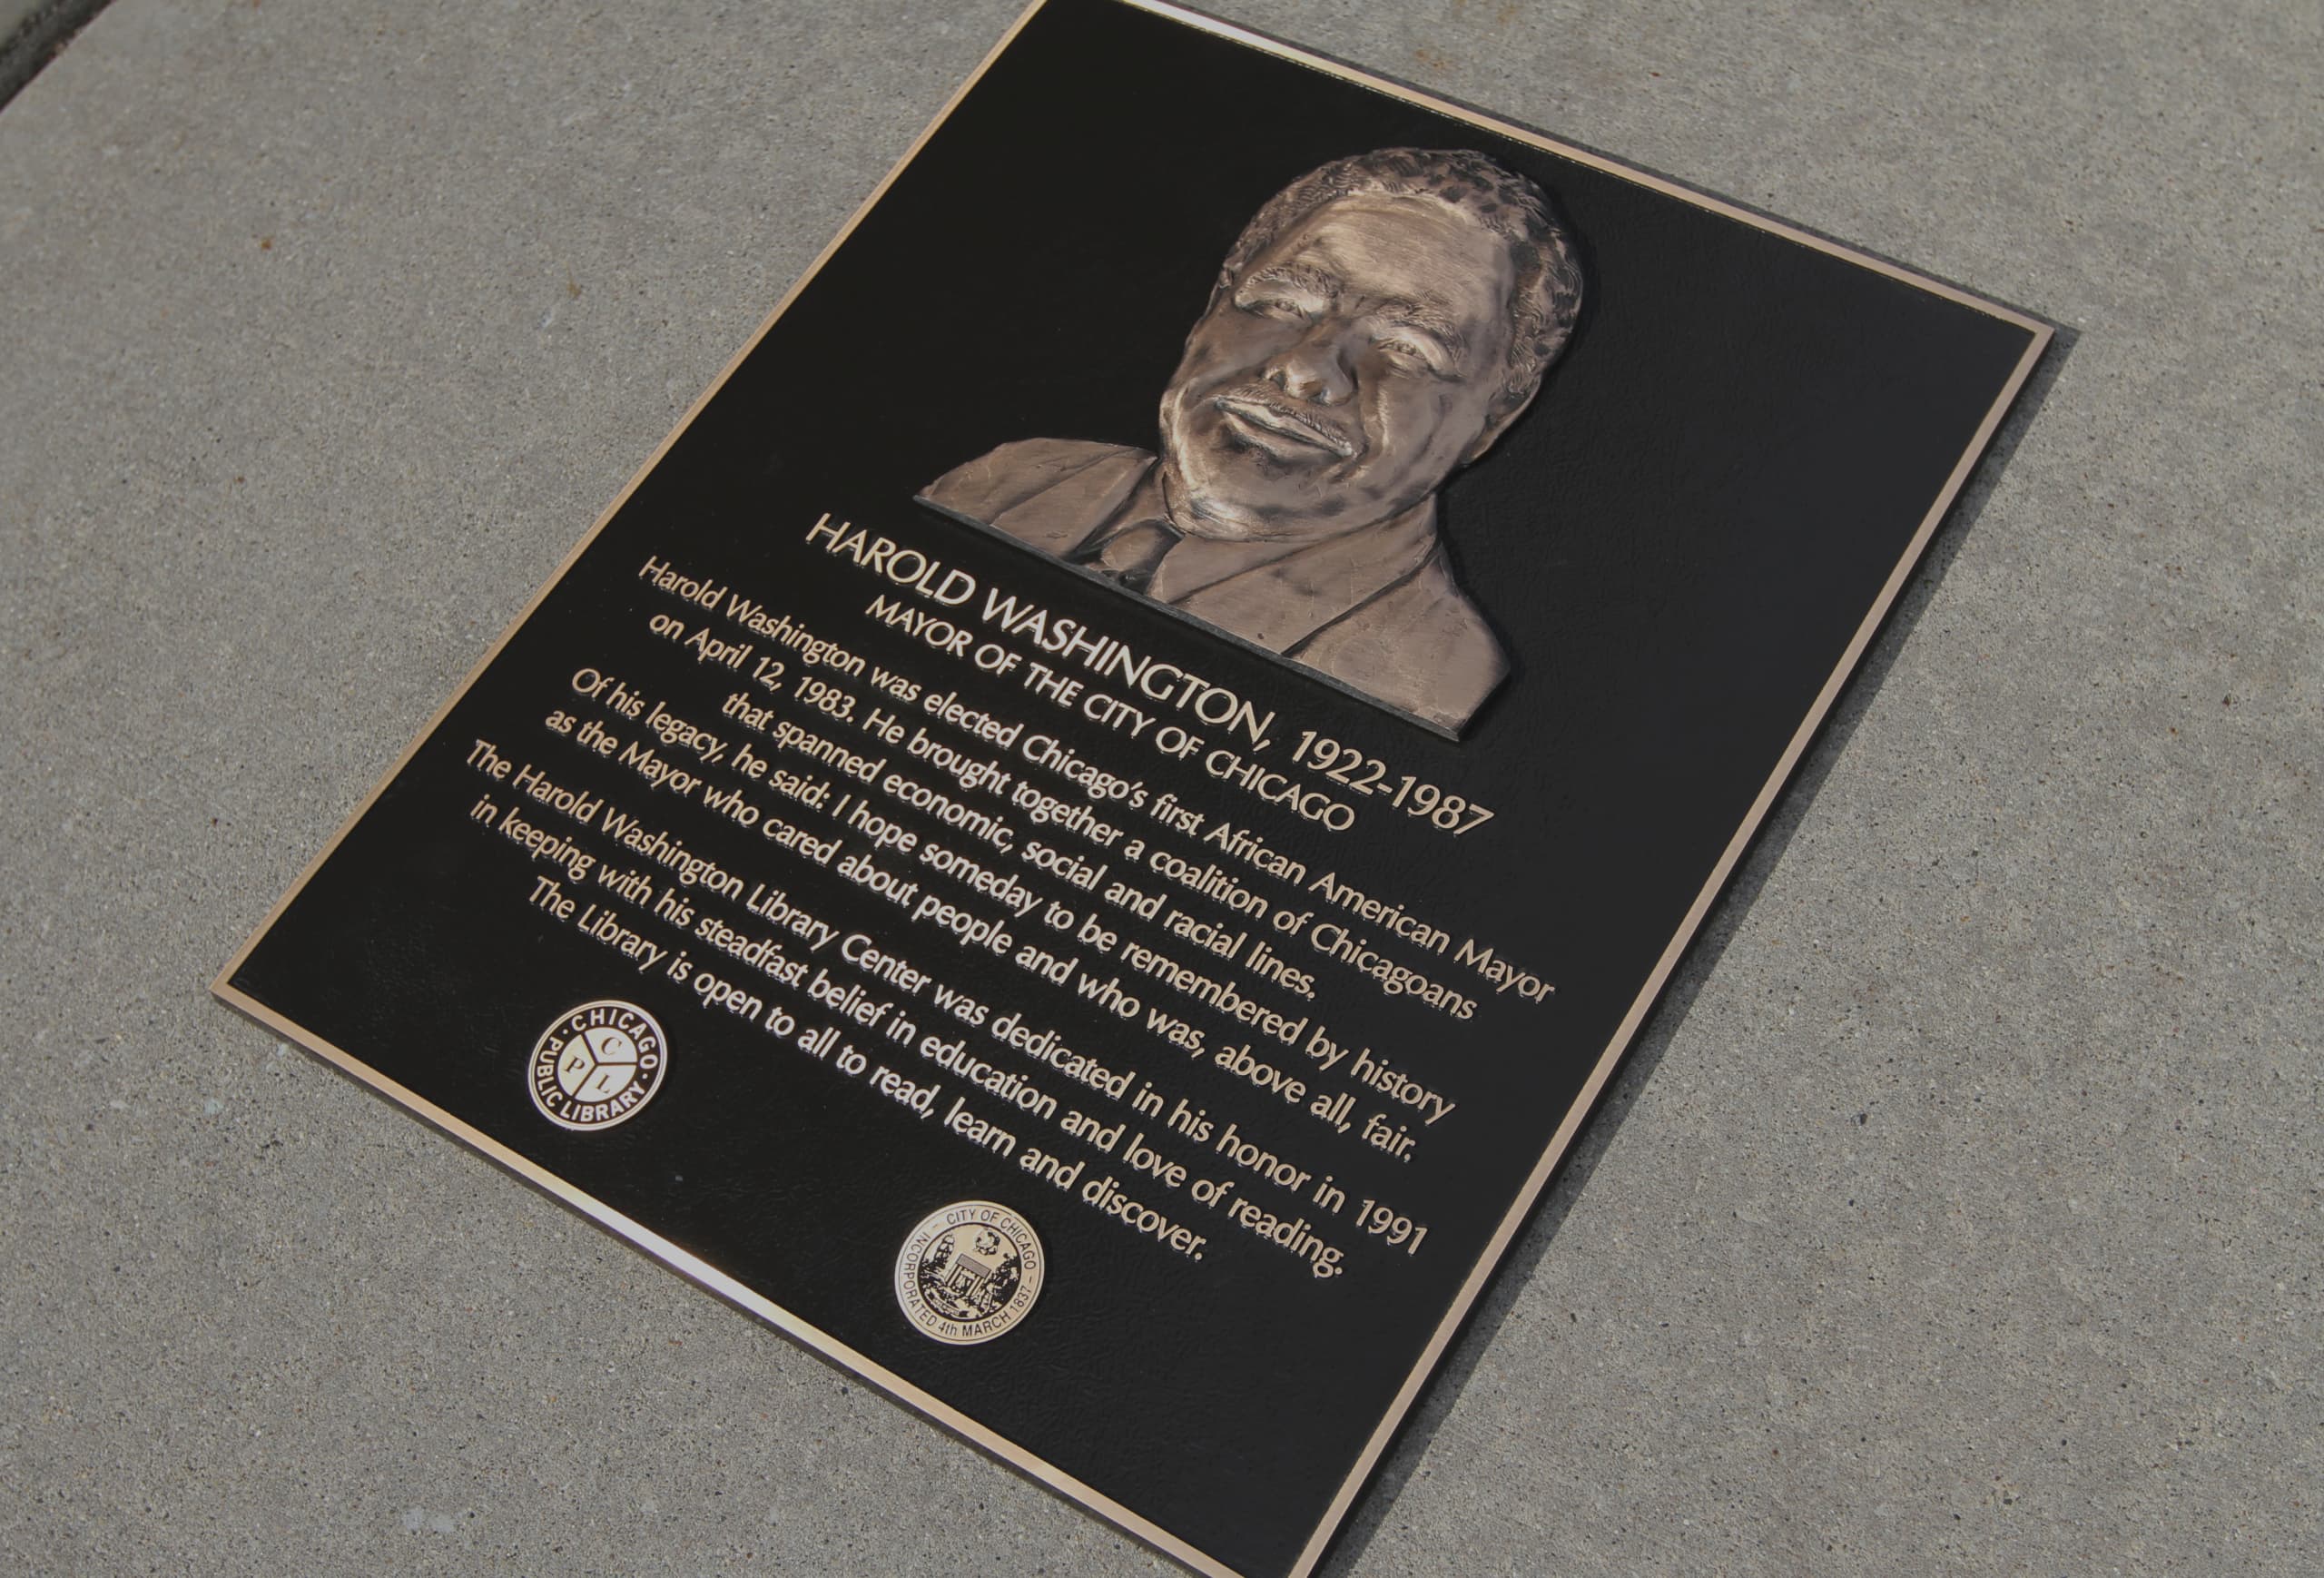 HAROLD WASHINGTON, 1922-1987
MAYOR OF THE CITY OF CHICAGO
Harold Washington was elected Chicago's first African American Mayor
on April 12, 1983. He brought together a coalition of Chicagoans
that spanned economic, social and racial lines.
Of his legacy, he said: I hope someday to be remembered by history
as the Mayor who cared about people and who was, above all, fair.
The Harold Washington Library Center was dedicated in his honor in 1991
in keeping with his steadfast belief in education and love of reading.
The Library is open to all to read, learn and discover.
· CHICAGO ·
PUBLIC LIBRARY
C
P L
CITY OF CHICAGO
INCORPORATED 4th MARCH 1837